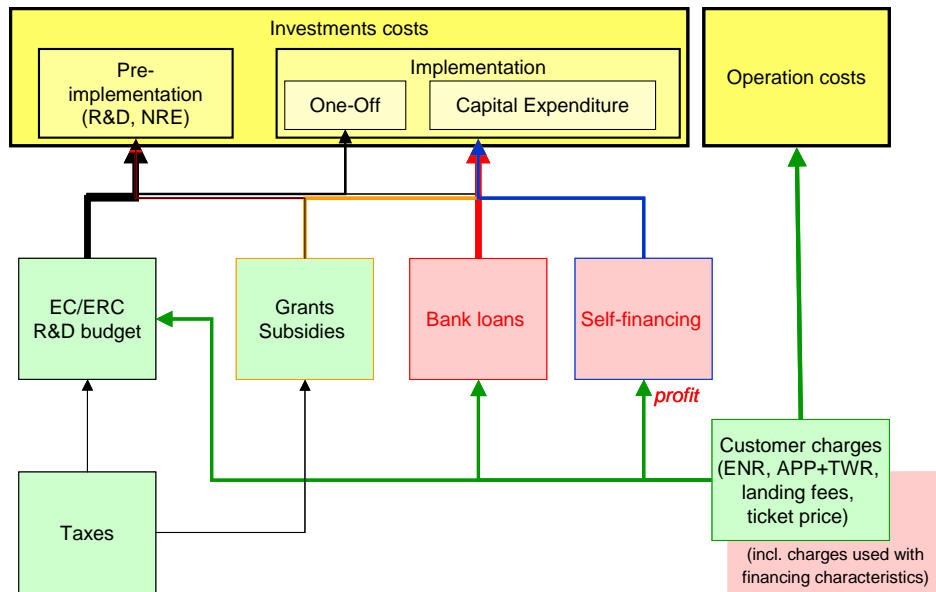 Investments costs
Pre-
implementation
(R&D, NRE)
Implementation
One-Off
Capital Expenditure
Operation costs
EC/ERC
R&D budget
Grants
Subsidies
Bank loans
Self-financing
profit
Taxes
Customer charges
(ENR, APP+TWR,
landing fees,
ticket price)
(incl. charges used with
financing characteristics)